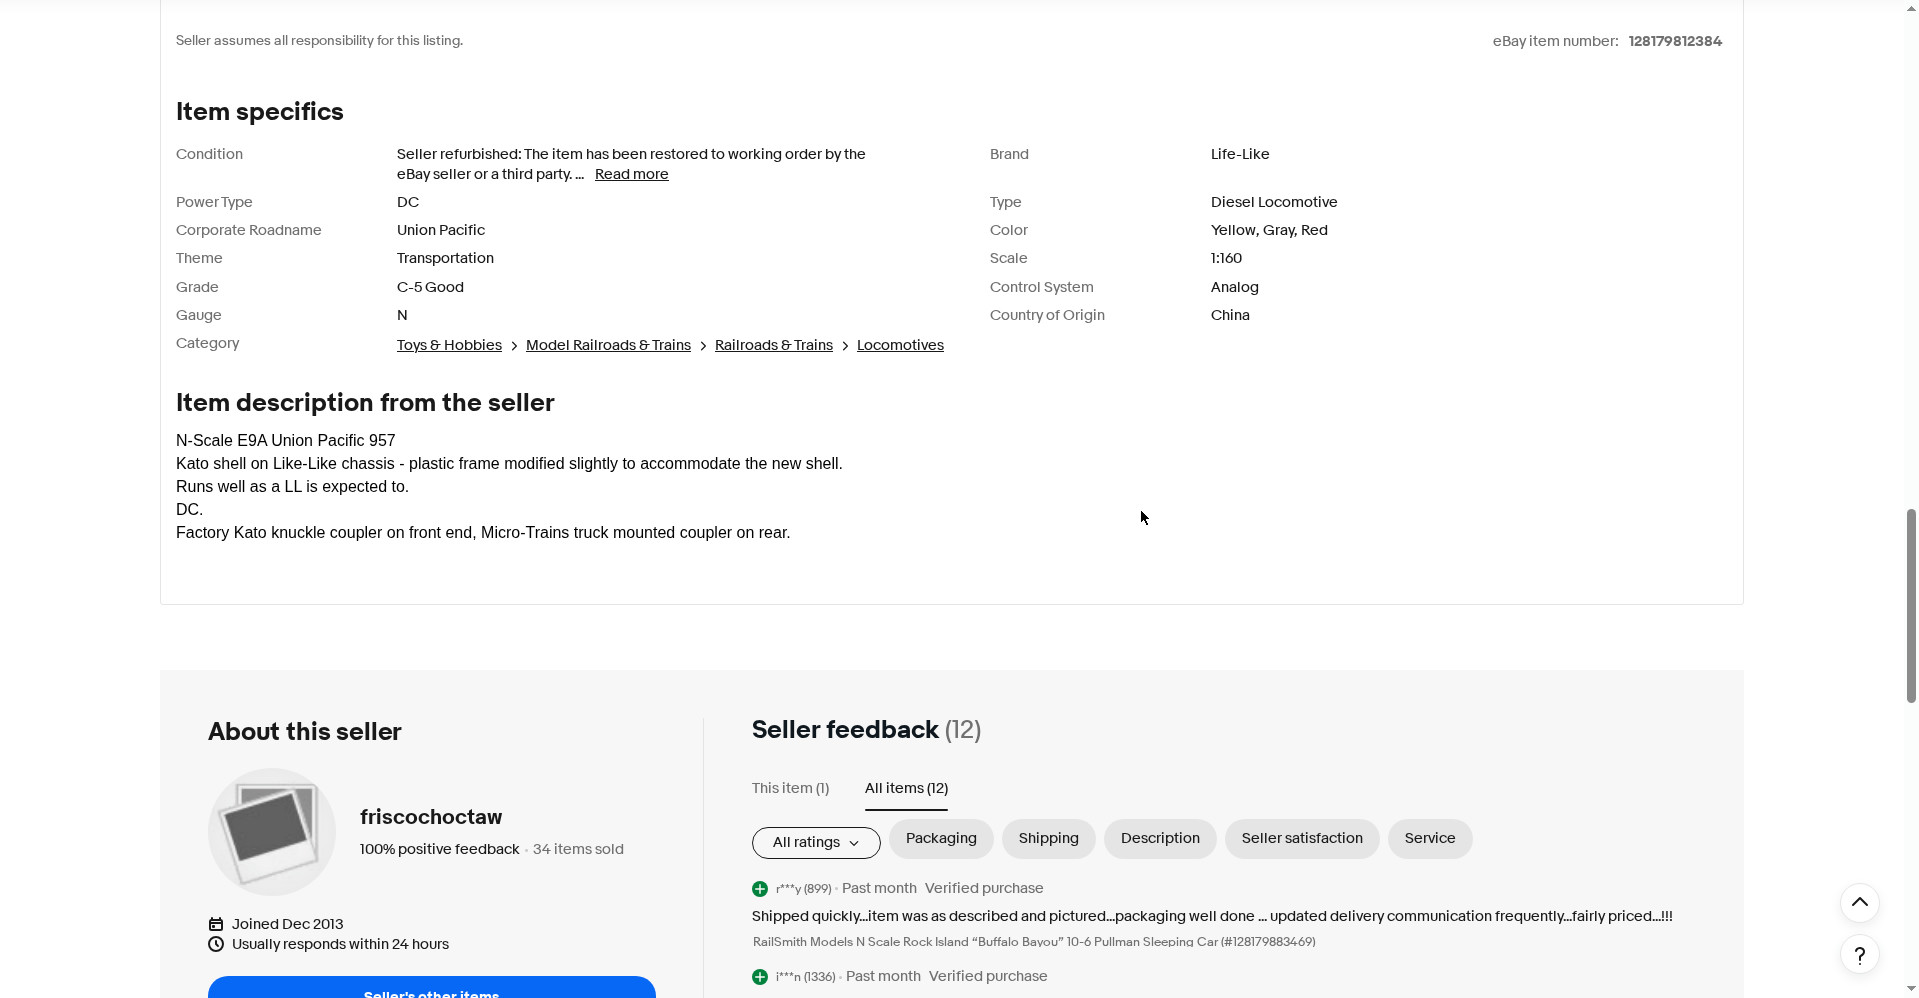 Seller assumes all responsibility for this listing.
eBay item number: 128179812384
Item specifics
Condition
Seller refurbished: The item has been restored to working order by the
eBay seller or a third party. ... Read more
Brand
Life-Like
Power Type
DC
Type
Diesel Locomotive
Corporate Roadname
Union Pacific
Color
Yellow, Gray, Red
Theme
Transportation
Scale
1:160
Grade
C-5 Good
Control System
Analog
Gauge
N
Country of Origin
China
Category
Toys & Hobbies > Model Railroads & Trains > Railroads & Trains > Locomotives
Item description from the seller
N-Scale E9A Union Pacific 957
Kato shell on Like-Like chassis - plastic frame modified slightly to accommodate the new shell.
Runs well as a LL is expected to.
DC.
Factory Kato knuckle coupler on front end, Micro-Trains truck mounted coupler on rear.
About this seller
friscochoctaw
100% positive feedback · 34 items sold
Joined Dec 2013
Usually responds within 24 hours
Seller's other items
Seller feedback (12)
This item (1)
All items (12)
All ratings
Packaging
Shipping
Description
Seller satisfaction
Service
r***y (899) · Past month Verified purchase
Shipped quickly...item was as described and pictured...packaging well done ... updated delivery communication frequently...fairly priced...!!!
RailSmith Models N Scale Rock Island “Buffalo Bayou” 10-6 Pullman Sleeping Car (#128179883469)
i***n (1336) · Past month Verified purchase
?